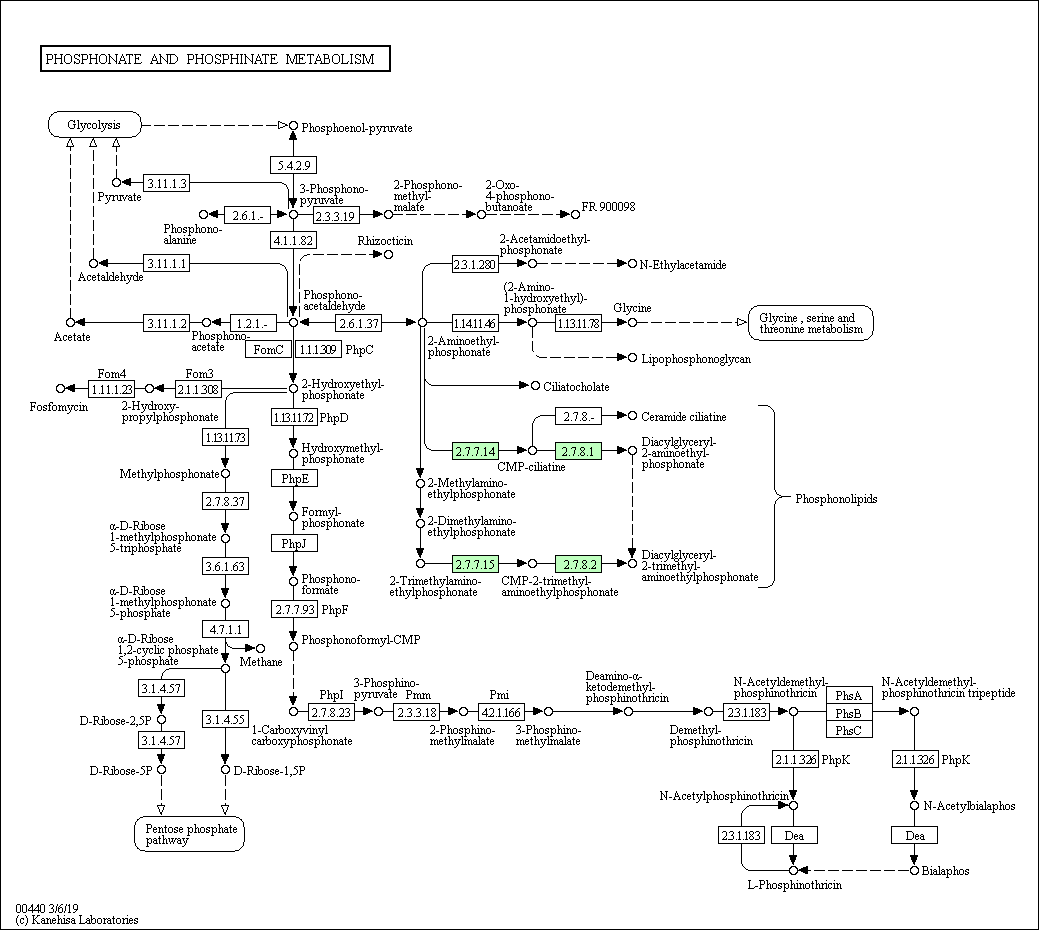 PHOSPHONATE AND PHOSPHINATE METABOLISM
Glycolysis
Phosphoenol-pyruvate
5.4.2.9
3.11.1.3
Pyruvate
3-Phosphono-
pyruvate
2-Phosphono-
methyl-
malate
2-Oxo-
4-phosphono-
butanoate
FR 900098
2.6.1.-
2.3.3.19
Phosphono-
alanine
4.1.1.82
Rhizocticin
2-Acetamidoethyl-
phosphonate
3.11.1.1
Acetaldehyde
2.3.1.280
N-Ethylacetamide
Phosphono-
acetaldehyde
(2-Amino-
1-hydroxyethyl)-
phosphonate
Glycine
3.11.1.2
1.2.1.-
2.6.1.37
1.14.11.46
1.13.11.78
Glycine , serine and
threonine metabolism
Acetate
Phosphono-
acetate
FomC
1.1.1.309
PhpC
2-Aminoethyl-
phosphonate
Lipophosphonoglycan
Fom4
Fom3
1.11.1.23
2.1.1.308
2-Hydroxyethyl-
phosphonate
Ciliatocholate
Fosfomycin
2-Hydroxy-
propylphosphonate
1.13.11.72
PhpD
2.7.8.-
Ceramide ciliatine
1.13.11.73
Hydroxymethyl-
phosphonate
2.7.7.14
CMP-ciliatine
2.7.8.1
Diacylglyceryl-
2-aminoethyl-
phosphonate
Methylphosphonate
PhpE
2-Methylamino-
ethylphosphonate
Phosphonolipids
2.7.8.37
Formyl-
phosphonate
2-Dimethylamino-
ethylphosphonate
α-D-Ribose
1-methylphosphonate
5-triphosphate
PhpJ
3.6.1.63
2.7.7.15
2.7.8.2
Diacylglyceryl-
2-trimethyl-
aminoethylphosphonate
Phosphono-
formate
2-Trimethylamino-
ethylphosphonate
CMP-2-trimethyl-
aminoethylphosphonate
α-D-Ribose
1-methylphosphonate
5-phosphate
2.7.7.93
PhpF
4.7.1.1
α-D-Ribose
1,2-cyclic phosphate
5-phosphate
Methane
Phosphonoformyl-CMP
3.1.4.57
D-Ribose-2,5P
3.1.4.55
3.1.4.57
D-Ribose-5P
D-Ribose-1,5P
Pentose phosphate
pathway
PhpI
2.7.8.23
1-Carboxyvinyl
carboxyphosphonate
3-Phosphino-
pyruvate
Pmm
2.3.3.18
2-Phosphino-
methylmalate
Pmi
4.2.1.166
3-Phosphino-
methylmalate
Deamino-α-
ketodemethyl-
phosphinothricin
Demethyl-
phosphinothricin
2.3.1.183
N-Acetyldemethyl-
phosphinothricin
PhsA
PhsB
PhsC
N-Acetyldemethyl-
phosphinothricin tripeptide
2.1.1.326
PhpK
2.1.1.326
PhpK
N-Acetylphosphinothricin
N-Acetylbialaphos
2.3.1.183
Dea
Dea
L-Phosphinothricin
Bialaphos
00440 3/6/19
(c) Kanehisa Laboratories